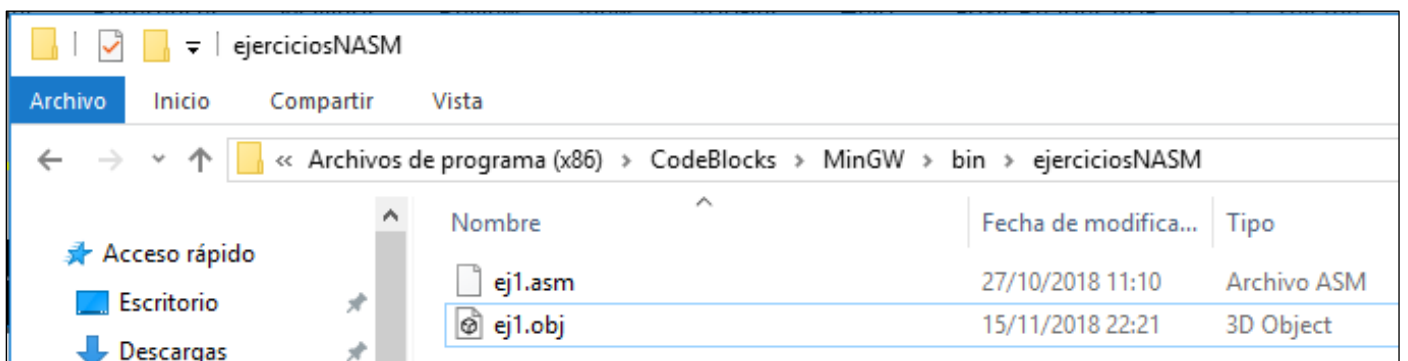 ejerciciosNASM
Archivo Inicio Compartir Vista
« Archivos de programa (x86) > CodeBlocks > MinGW > bin > ejerciciosNASM
Nombre Fecha de modifica... Tipo
Acceso rápido
ej1.asm 27/10/2018 11:10 Archivo ASM
Escritorio
ej1.obj 15/11/2018 22:21 3D Object
Descargas